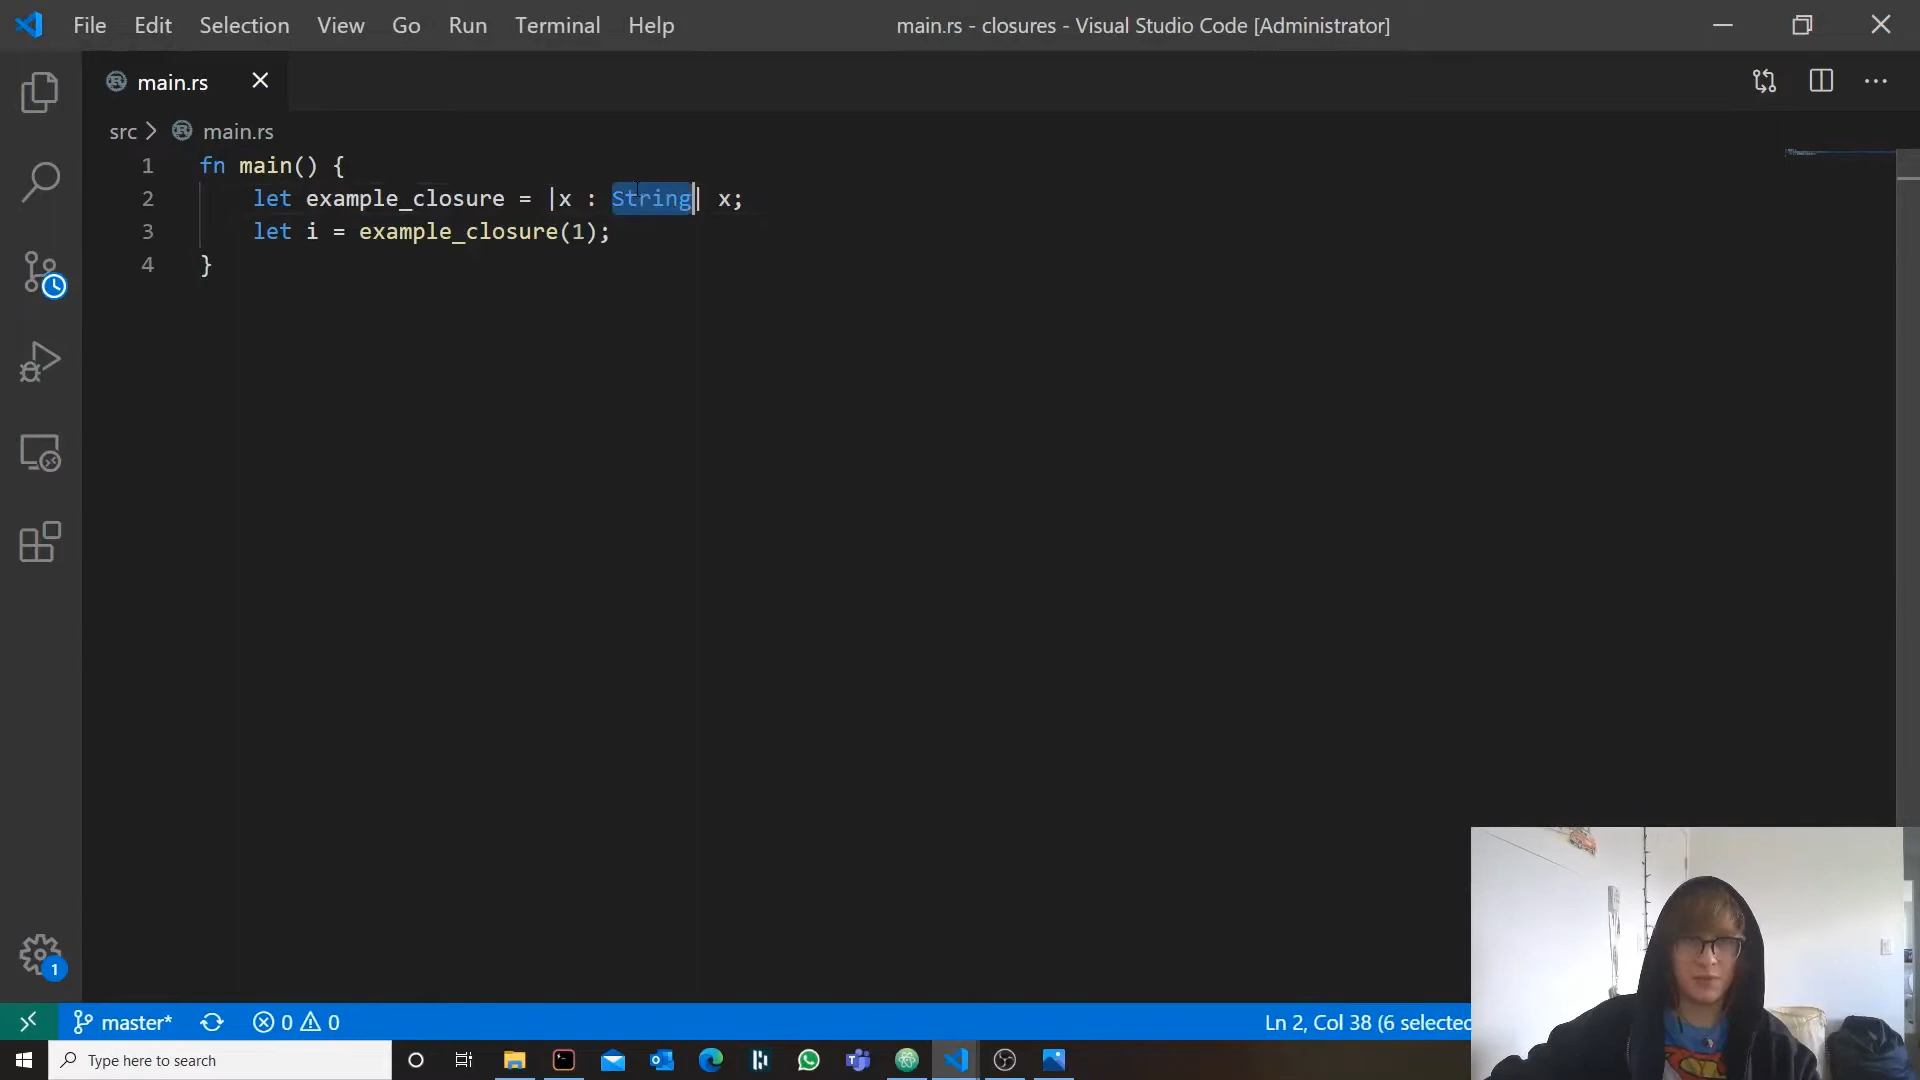 File Edit Selection View Go Run Terminal Help main.rs - closures - Visual Studio Code [Administrator]
main.rs
src > main.rs
1 fn main() {
2 let example_closure = |x : String| x;
3 let i = example_closure(1);
4 }
1
master* 0 0 Ln 2, Col 38 (6 selected
Type here to search